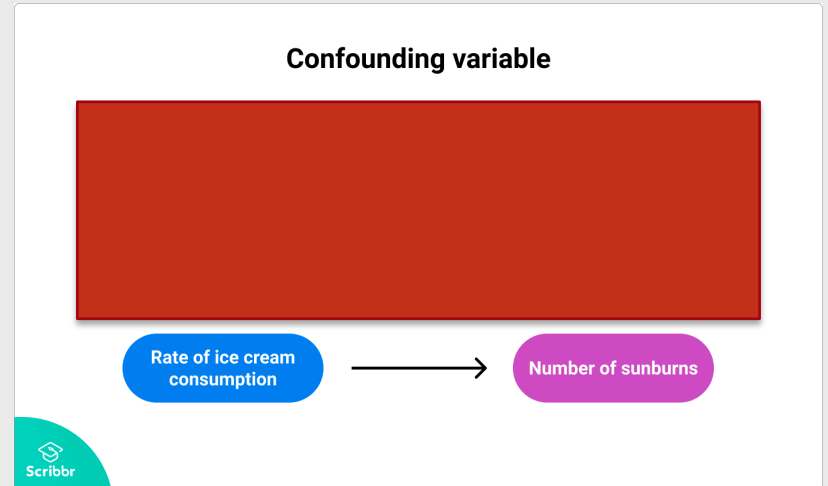 Confounding variable
Rate of ice cream
consumption
Number of sunburns
Scribbr